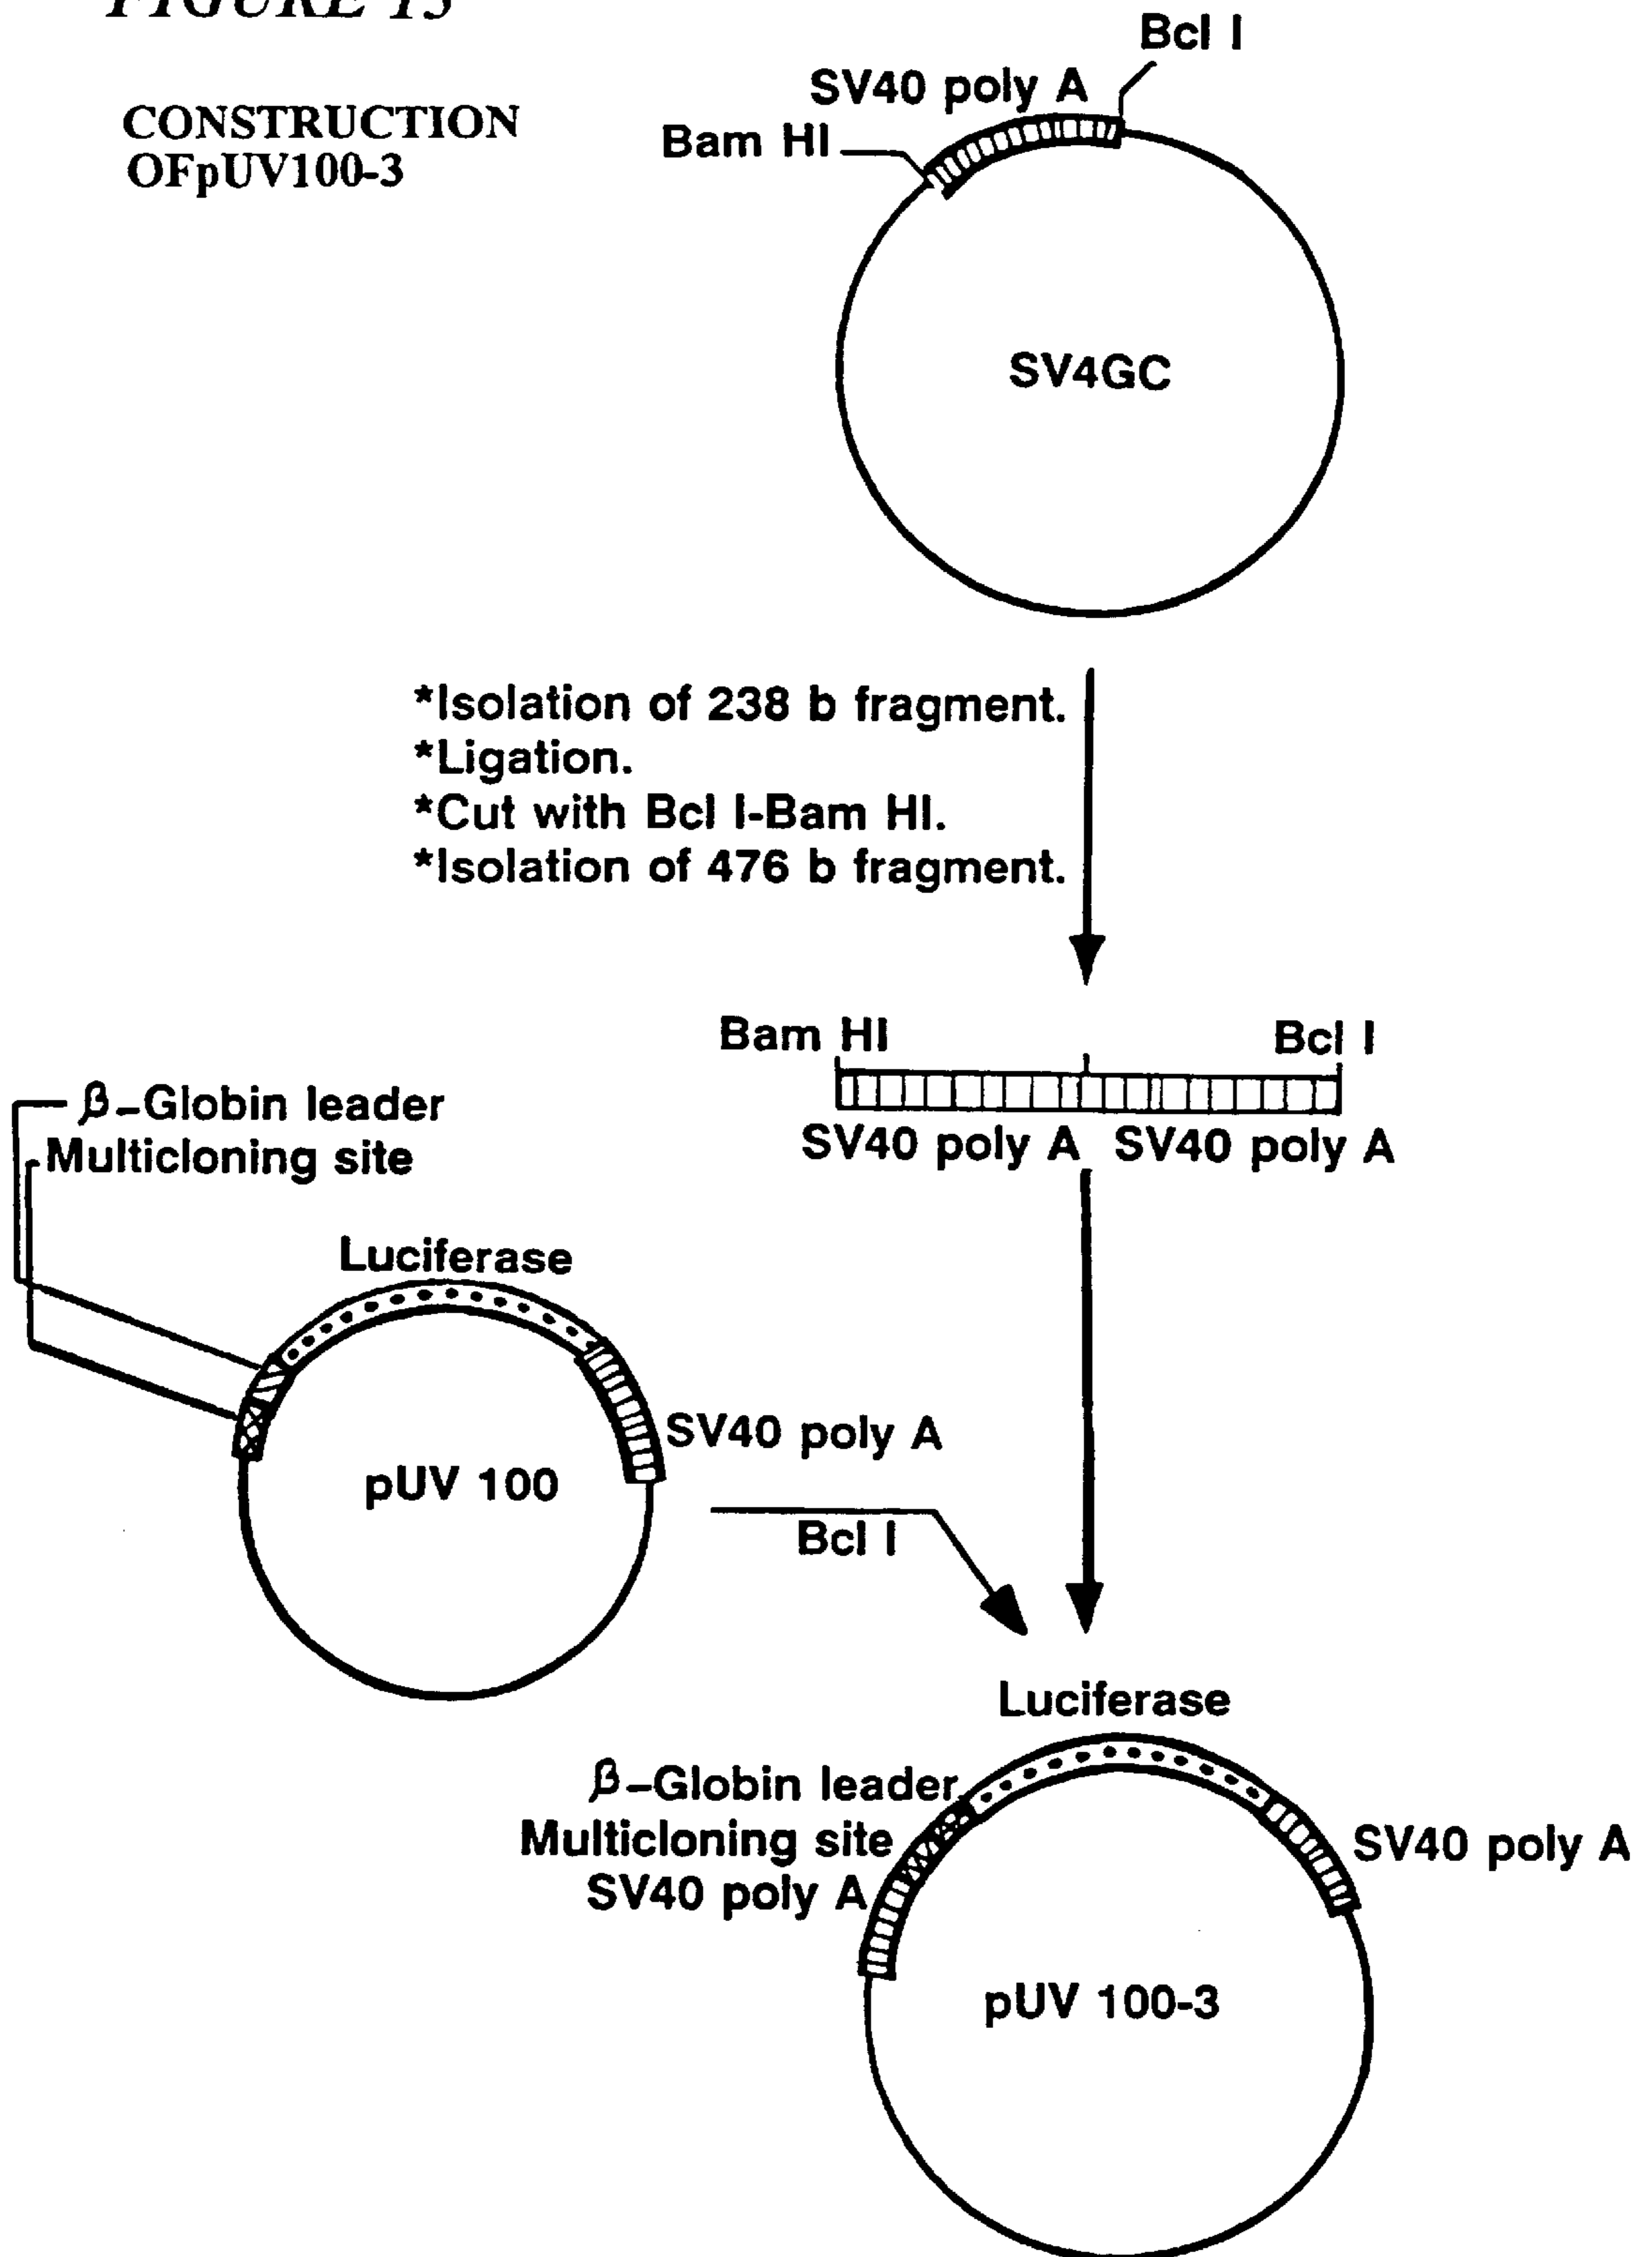 FIGURE 13
CONSTRUCTION
OFpUV100-3
Bcl I
SV40 poly A
Bam HI
SV4GC
*Isolation of 238 b fragment.
*Ligation.
*Cut with Bcl I-Bam HI.
*Isolation of 476 b fragment.
Bam HI
Bcl I
SV40 poly A SV40 poly A
β-Globin leader
Multicloning site
Luciferase
SV40 poly A
pUV 100
Bcl I
Luciferase
β-Globin leader
Multicloning site
SV40 poly A
SV40 poly A
pUV 100-3